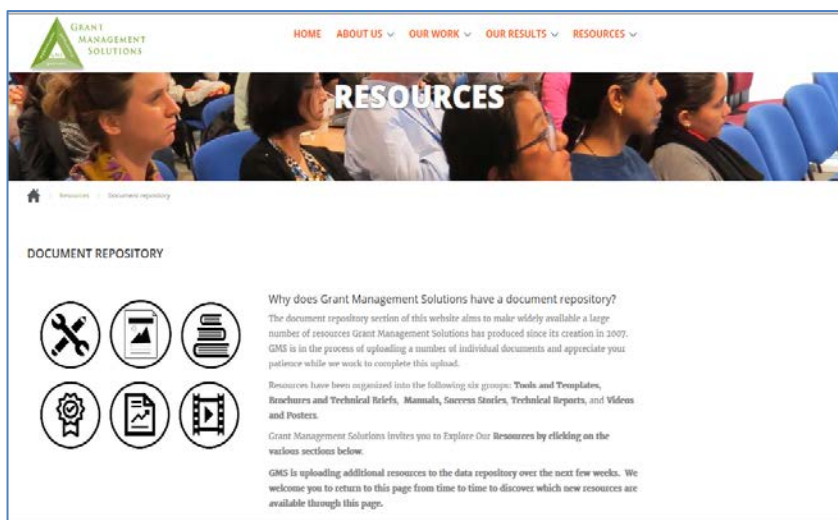 GRANT
MANAGEMENT
SOLUTIONS
HOME ABOUT US OUR WORK OUR RESULTS RESOURCES
RESOURCES
Resources Document repository
DOCUMENT REPOSITORY
Why does Grant Management Solutions have a document repository?
The document repository section of this website aims to make widely available a large
number of resources Grant Management Solutions has produced since its creation in 2007.
GMS is in the process of uploading a number of individual documents and appreciate your
patience while we work to complete this upload.
Resources have been organized into the following six groups: Tools and Templates,
Brochures and Technical Briefs, Manuals, Success Stories, Technical Reports, and Videos
and Posters.
Grant Management Solutions invites you to Explore Our Resources by clicking on the
various sections below.
GMS is uploading additional resources to the data repository over the next few weeks. We
welcome you to return to this page from time to time to discover which new resources are
available through this page.